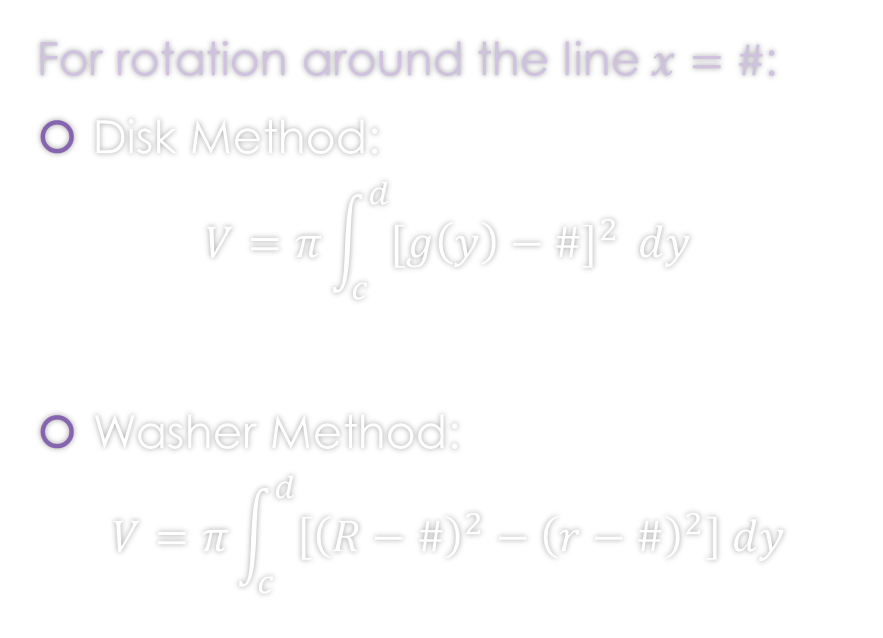 For rotation around the line x = #:
Disk Method:
V = π ∫_c^d [g(y) − #]² dy
Washer Method:
V = π ∫_c^d [(R − #)² − (r − #)²] dy